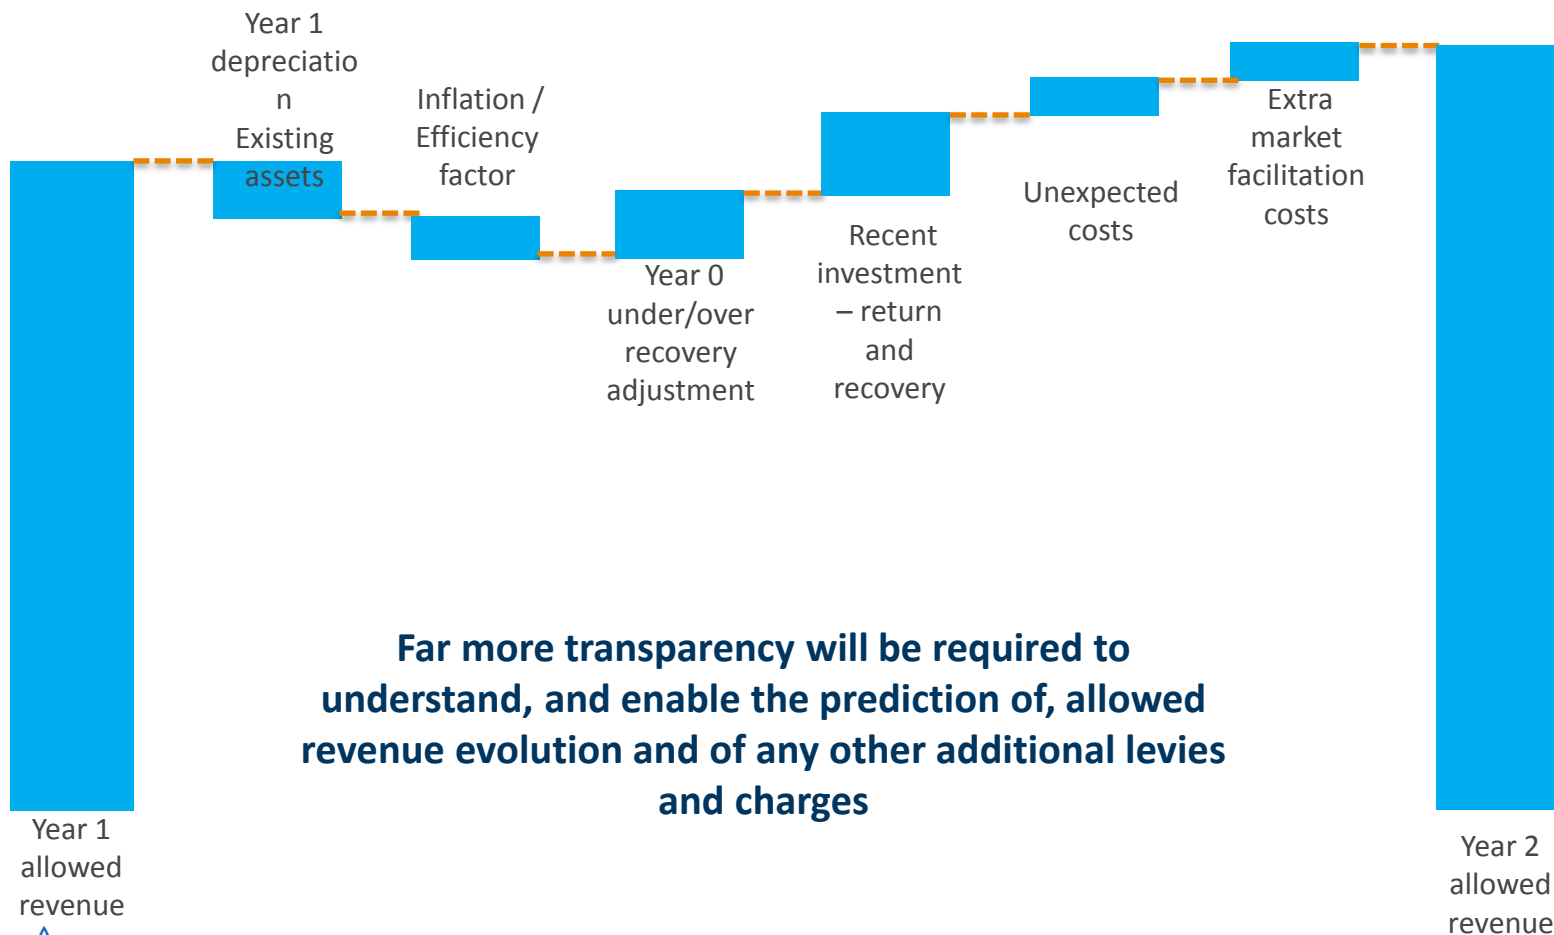 Year 1
depreciatio
n
Existing
assets
Inflation /
Efficiency
factor
Year 0
under/over
recovery
adjustment
Recent
investment
– return
and
recovery
Unexpected
costs
Extra
market
facilitation
costs
Far more transparency will be required to
understand, and enable the prediction of, allowed
revenue evolution and of any other additional levies
and charges
Year 1
allowed
revenue
Year 2
allowed
revenue